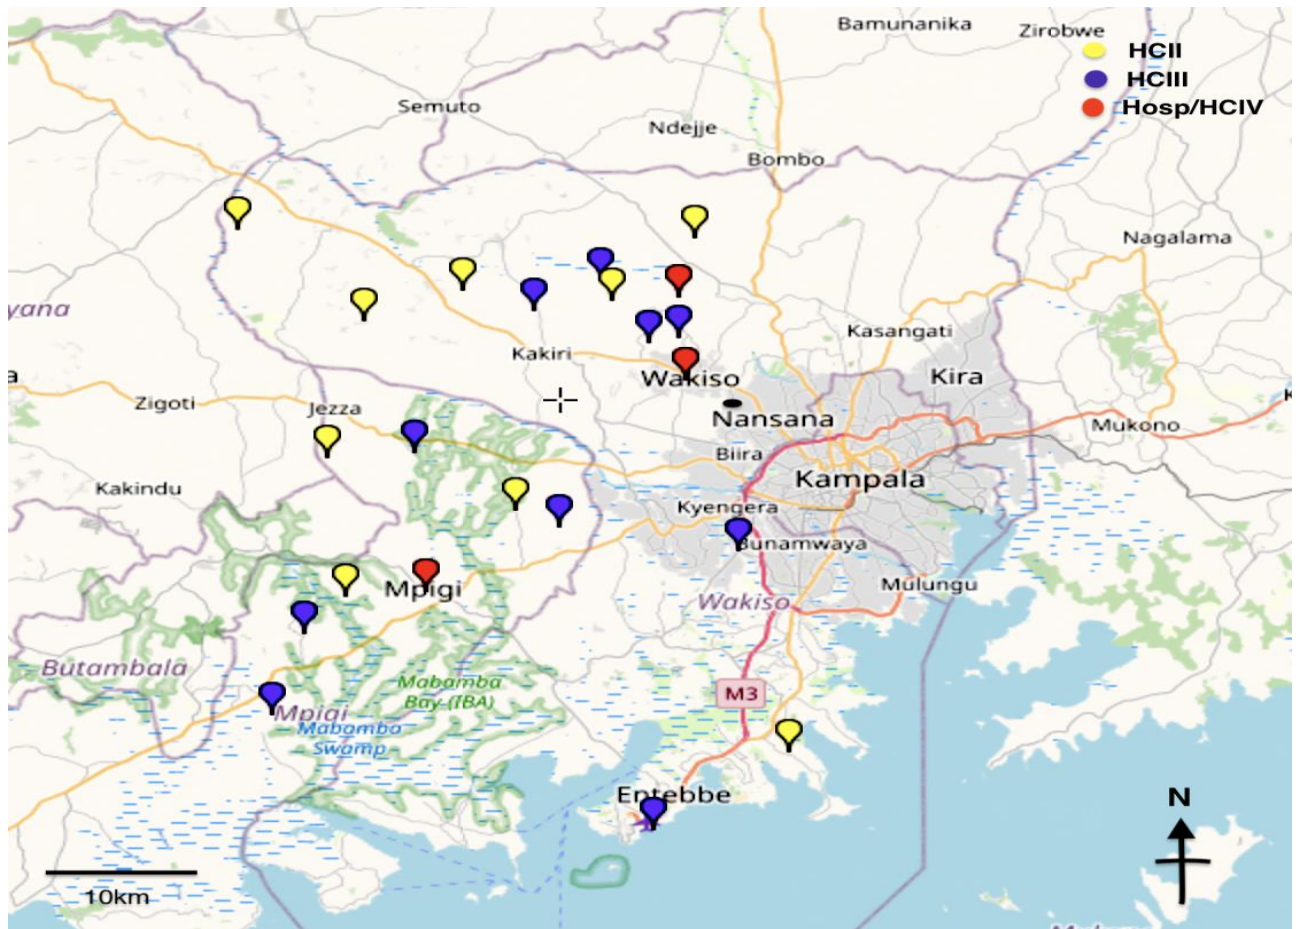 Bamunanika
Zirobwe
HCII
HCIII
Hosp/HCIV
Semuto
Ndejje
Bombo
Nagalama
yana
Kasangati
Kakiri
Wakiso
Kira
a
Zigoti
Jezza
Nansana
Mukono
K
Biira
Kakindu
Kampala
Kyengera
Bunamwaya
Mpigi
Mulungu
Wakiso
Butambala
Mabamba
Bay (IBA)
M3
Mpigi
Mabamba
Swamp
Entebbe
N
10km